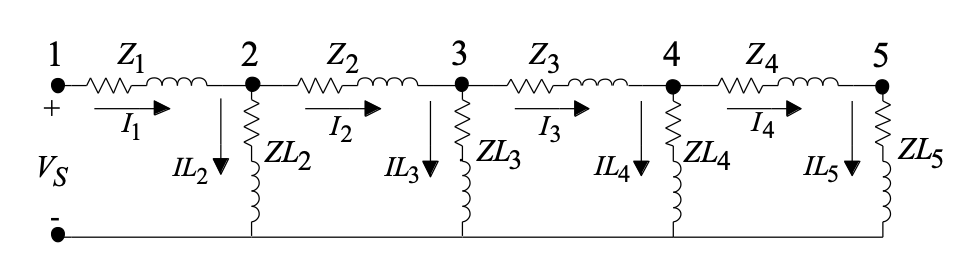 1 Z1 2 Z2 3 Z3 4 Z4 5
+ I1 I2 I3 I4
VS IL2 ZL2 IL3 ZL3 IL4 ZL4 IL5 ZL5
-